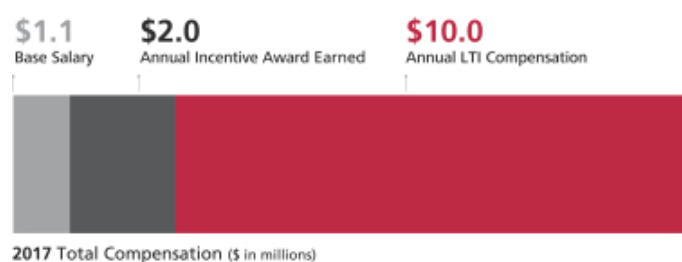 $1.1 $2.0 $10.0
Base Salary Annual Incentive Award Earned Annual LTI Compensation
2017 Total Compensation ($ in millions)